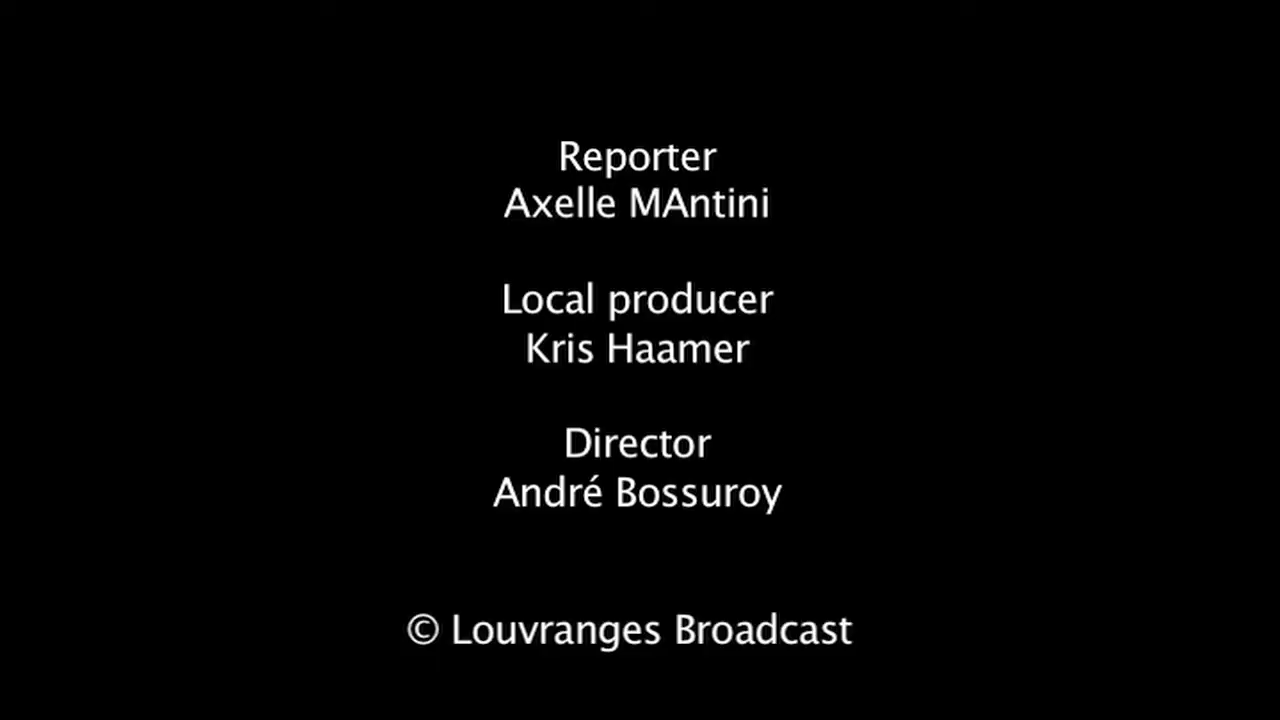 Reporter
Axelle MAntini
Local producer
Kris Haamer
Director
André Bossuroy
© Louvranges Broadcast